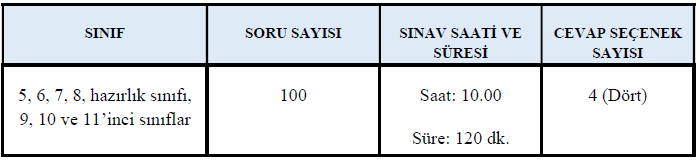 SINIF
SORU SAYISI
SINAV SAATİ VE
SÜRESİ
CEVAP SEÇENEK
SAYISI
5, 6, 7, 8, hazırlık sınıfı,
9, 10 ve 11’inci sınıflar
100
Saat: 10.00
Süre: 120 dk.
4 (Dört)